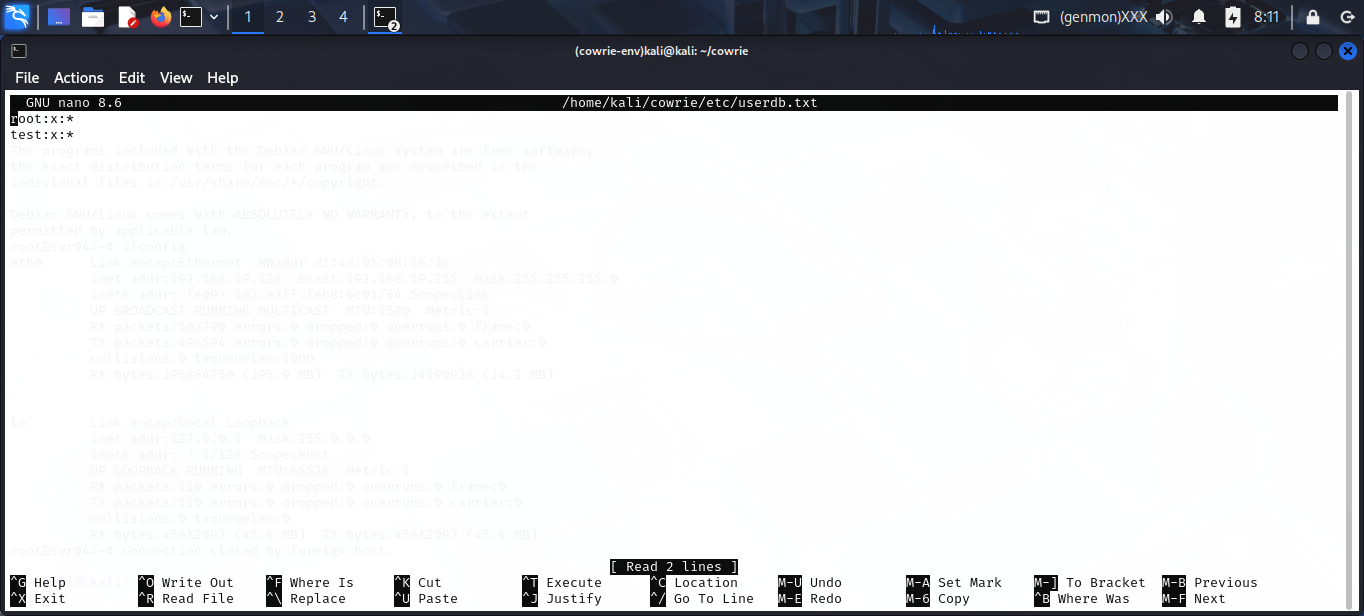 1 2 3 4 2 (genmon)XXX 8:11
(cowrie-env)kali@kali: ~/cowrie
File Actions Edit View Help
GNU nano 8.6 /home/kali/cowrie/etc/userdb.txt
root:x:*
test:x:*
The programs included with the Debian GNU/Linux system are free software;
the exact distribution terms for each program are described in the
individual files in /usr/share/doc/*/copyright.
Debian GNU/Linux comes with ABSOLUTELY NO WARRANTY, to the extent
permitted by applicable law.
root@svr04:~# ifconfig
eth0 Link encap:Ethernet HWaddr d1:4d:05:08:36:3c
inet addr:192.168.19.128 Bcast:192.168.19.255 Mask:255.255.255.0
inet6 addr: fe09::1d3:e3ff:feb8:6c01/64 Scope:Link
UP BROADCAST RUNNING MULTICAST MTU:1500 Metric:1
RX packets:503790 errors:0 dropped:0 overruns:0 frame:0
TX packets:496594 errors:0 dropped:0 overruns:0 carrier:0
collisions:0 txqueuelen:1000
RX bytes:395864750 (395.9 MB) TX bytes:34190928 (34.2 MB)
lo Link encap:Local Loopback
inet addr:127.0.0.1 Mask:255.0.0.0
inet6 addr: ::1/128 Scope:Host
UP LOOPBACK RUNNING MTU:65536 Metric:1
RX packets:110 errors:0 dropped:0 overruns:0 frame:0
TX packets:110 errors:0 dropped:0 overruns:0 carrier:0
collisions:0 txqueuelen:0
RX bytes:45612097 (45.6 MB) TX bytes:45612097 (45.6 MB)
root@svr04:~# Connection closed by foreign host.
[ Read 2 lines ]
^G Help ^O Write Out ^F Where Is ^K Cut ^T Execute ^C Location M-U Undo M-A Set Mark M-] To Bracket M-B Previous
^X Exit ^R Read File ^\ Replace ^U Paste ^J Justify ^/ Go To Line M-E Redo M-6 Copy ^B Where Was M-F Next